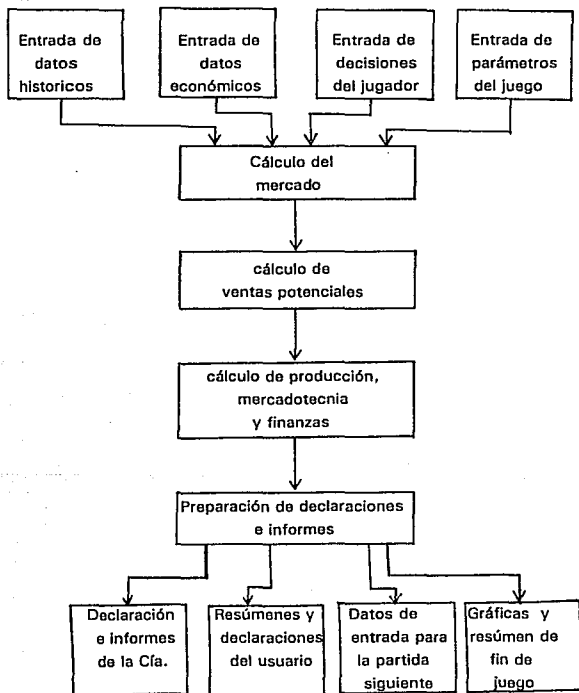 Entrada de
datos
historicos
Entrada de
datos
económicos
Entrada de
decisiones
del jugador
Entrada de
parámetros
del juego
Cálculo del
mercado
cálculo de
ventas potenciales
cálculo de producción,
mercadotecnia
y finanzas
Preparación de declaraciones
e informes
Declaración
e informes
de la Cía.
Resúmenes y
declaraciones
del usuario
Datos de
entrada para
la partida
siguiente
Gráficas y
resúmen de
fin de
juego